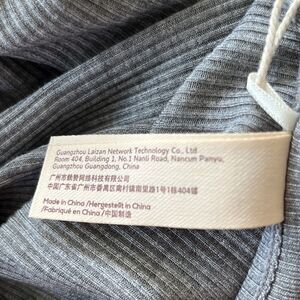 Guangzhou Laizan Network Technology Co., Ltd
Room 404, Building 1, No.1 Nanli Road, Nancun Panyu,
Guangzhou Guangdong, China
广州市赖赞网络科技有限公司
中国广东省广州市番禺区南村镇南里路1号1栋404铺
Made in China /Hergestellt in China
/Fabriqué en China /中国制造